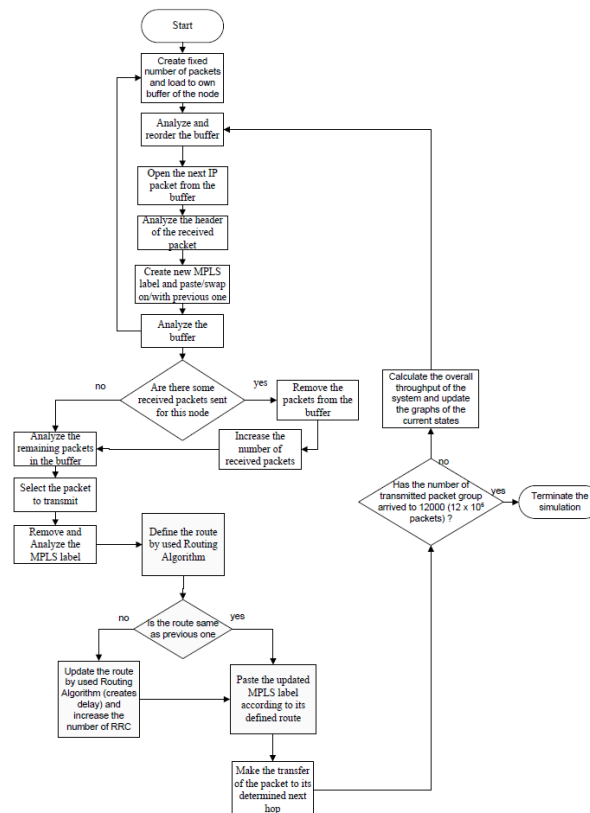 Start
Create fixed
number of packets
and load to own
buffer of the node
Analyze and
reorder the buffer
Open the next IP
packet from the
buffer
Analyze the header
of the received
packet
Create new MPLS
label and paste/swap
on/with previous one
Analyze the
buffer
Are there some
received packets sent
for this node
no
yes
Remove the
packets from the
buffer
Increase the
number of
received packets
Analyze the
remaining packets
in the buffer
Select the packet
to transmit
Remove and
Analyze the
MPLS label
Define the route
by used Routing
Algorithm
Is the route same
as previous one
no
yes
Update the route
by used Routing
Algorithm (creates
delay) and
increase the
number of RRC
Paste the updated
MPLS label
according to its
defined route
Make the transfer
of the packet to its
determined next
hop
Has the number of
transmitted packet group
arrived to 12000 (12 x 10⁶
packets) ?
no
yes
Calculate the overall
throughput of the
system and update
the graphs of the
current states
Terminate the
simulation